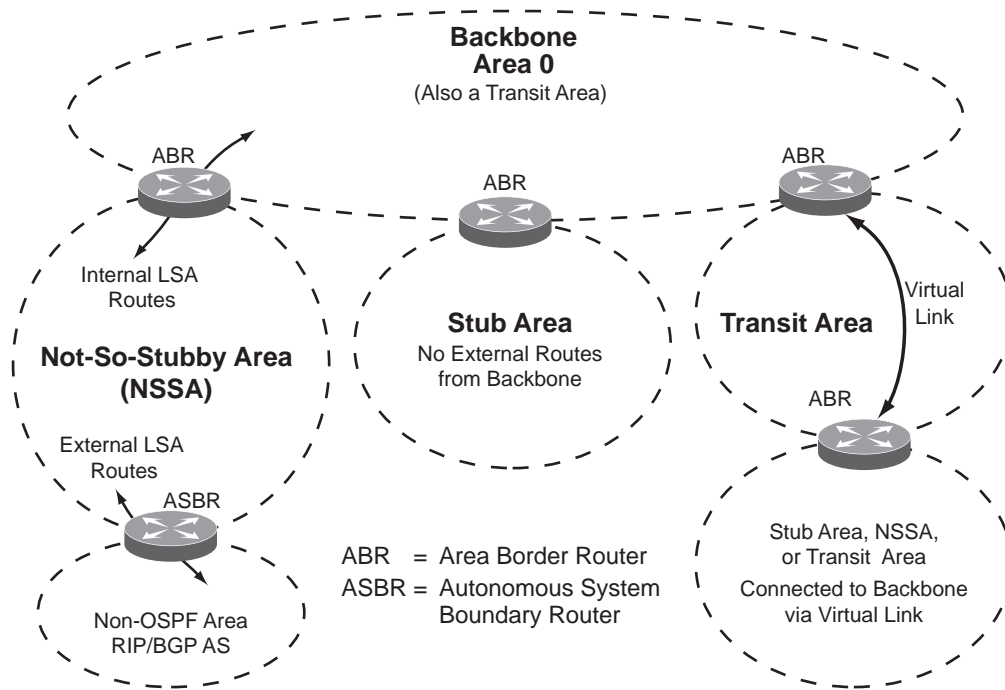 Backbone
Area 0
(Also a Transit Area)
ABR
ABR
ABR
Internal LSA
Routes
Not-So-Stubby Area
(NSSA)
External LSA
Routes
ASBR
Non-OSPF Area
RIP/BGP AS
Stub Area
No External Routes
from Backbone
Transit Area
Virtual
Link
ABR
Stub Area, NSSA,
or Transit Area
Connected to Backbone
via Virtual Link
ABR = Area Border Router
ASBR = Autonomous System
Boundary Router